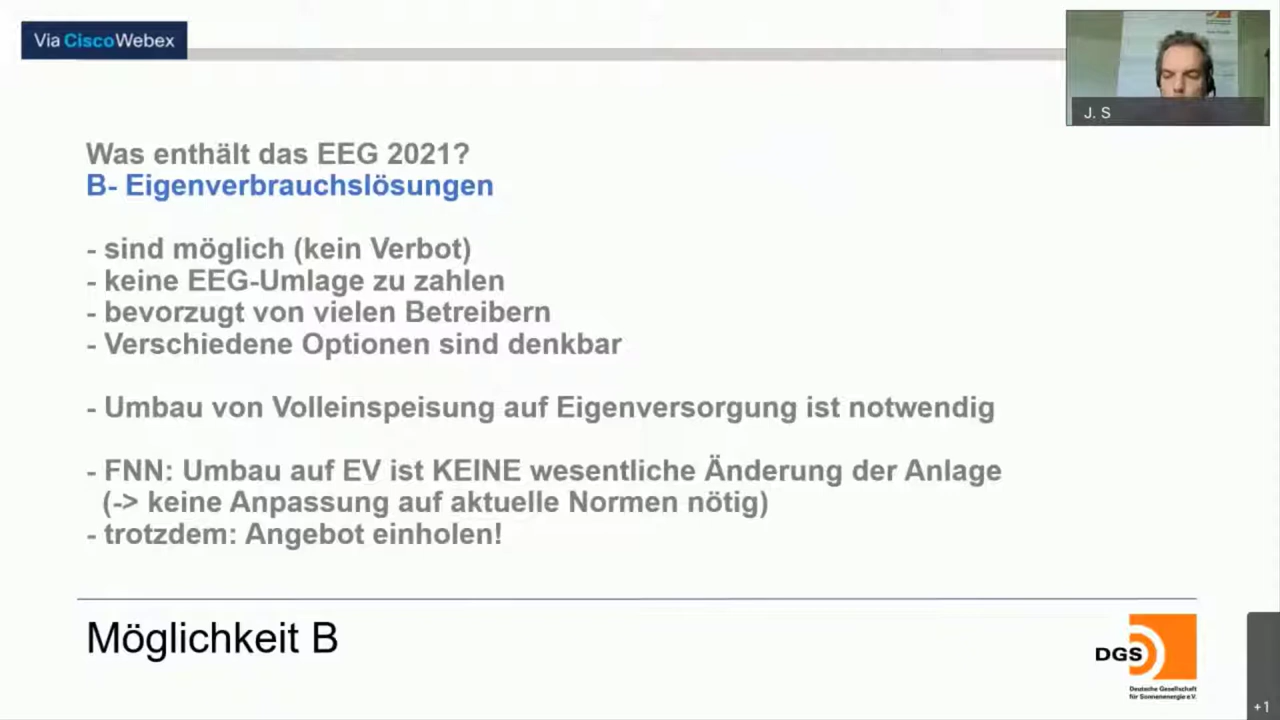 Via CiscoWebex
J. S
Was enthält das EEG 2021?
B- Eigenverbrauchslösungen
- sind möglich (kein Verbot)
- keine EEG-Umlage zu zahlen
- bevorzugt von vielen Betreibern
- Verschiedene Optionen sind denkbar
- Umbau von Volleinspeisung auf Eigenversorgung ist notwendig
- FNN: Umbau auf EV ist KEINE wesentliche Änderung der Anlage
(-> keine Anpassung auf aktuelle Normen nötig)
- trotzdem: Angebot einholen!
Möglichkeit B
DGS
Deutsche Gesellschaft
für Sonnenenergie e.V.
+1